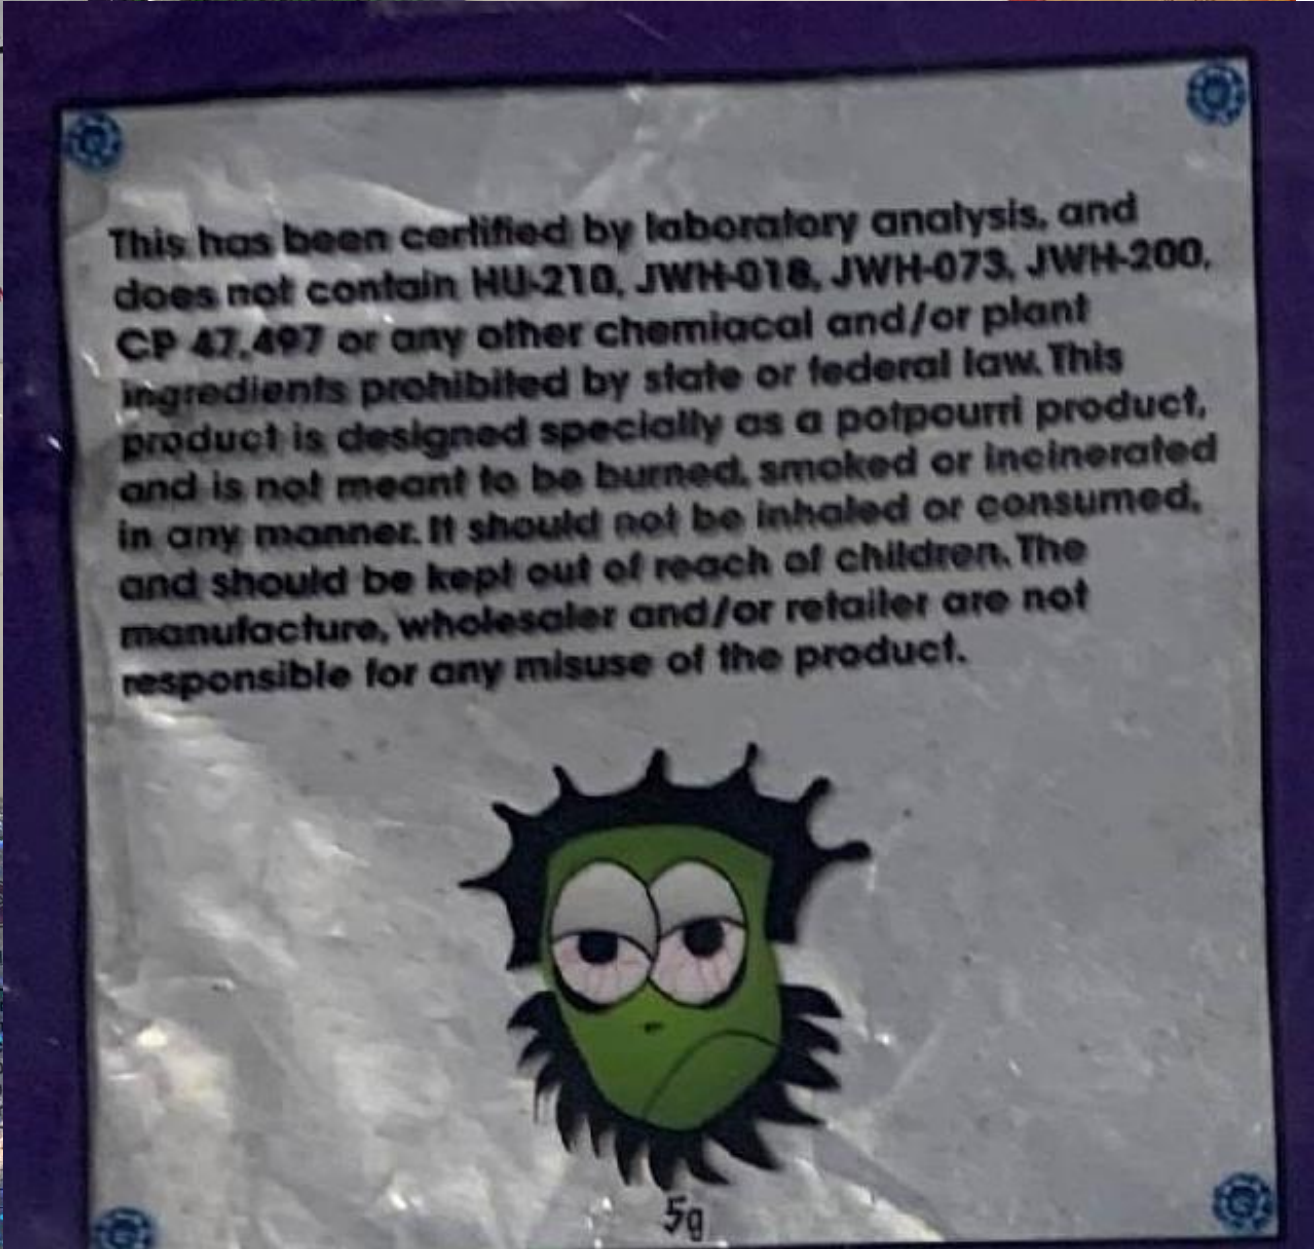 This has been certified by laboratory analysis, and
does not contain HU-210, JWH-018, JWH-073, JWH-200,
CP 47,497 or any other chemiacal and/or plant
ingredients prohibited by state or federal law. This
product is designed specially as a potpourri product,
and is not meant to be burned, smoked or incinerated
in any manner. It should not be inhaled or consumed,
and should be kept out of reach of children. The
manufacture, wholesaler and/or retailer are not
responsible for any misuse of the product.
5g